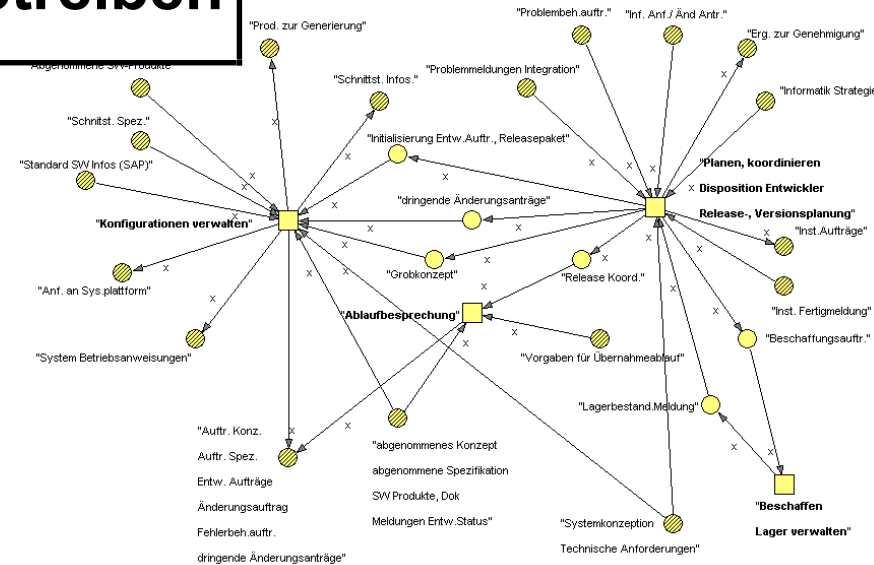 "Problembeh.auftr."
"Inf. Anf./ Änd Antr."
"Prod. zur Generierung"
"Erg. zur Genehmigung"
"Problemmeldungen Integration"
"Schnittst. Infos."
"Informatik Strategie
"Schnitst. Spez."
"Initialisierung Entw.Auftr., Releasepaket"
"Standard SW Infos (SAP)"
"Planen, koordinieren
Disposition Entwickler
Release-, Versionsplanung"
"dringende Änderungsanträge"
"Konfigurationen verwalten"
"Inst.Aufträge"
"Grobkonzept"
"Release Koord."
"Anf. an Sys.plattform"
"Inst. Fertigmeldung"
"Ablaufbesprechung"
"Beschaffungsauftr."
"System Betriebsanweisungen"
"Vorgaben für Übernahmeablauf"
"Lagerbestand.Meldung"
"Auftr. Konz.
Auftr. Spez.
Entw. Aufträge
Änderungsauftrag
Fehlerbeh.auftr.
dringende Änderungsanträge"
"abgenommenes Konzept
abgenommene Spezifikation
SW Produkte, Dok
Meldungen Entw.Status"
"Beschaffen
Lager verwalten"
"Systemkonzeption
Technische Anforderungen"